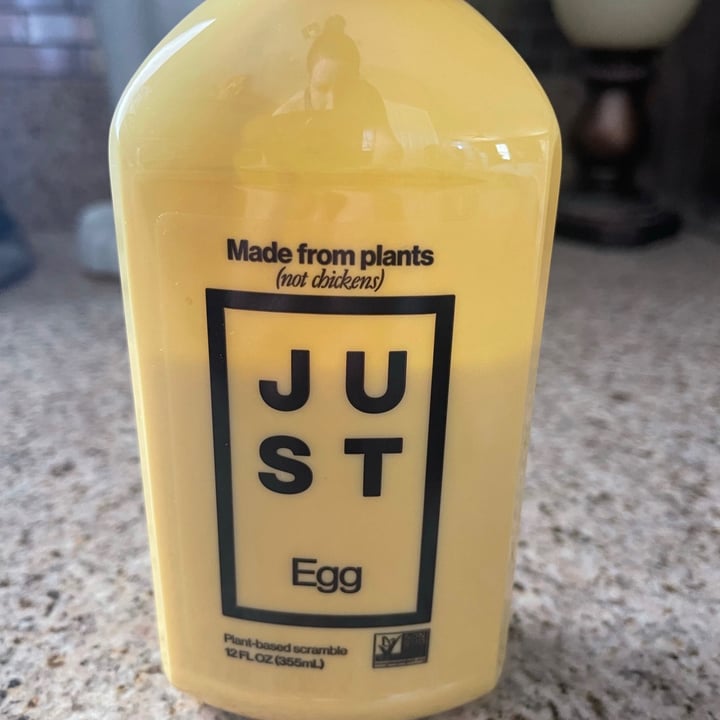 Made from plants
(not chickens)
JU
ST
Egg
Plant-based scramble
12 FL OZ (355mL)